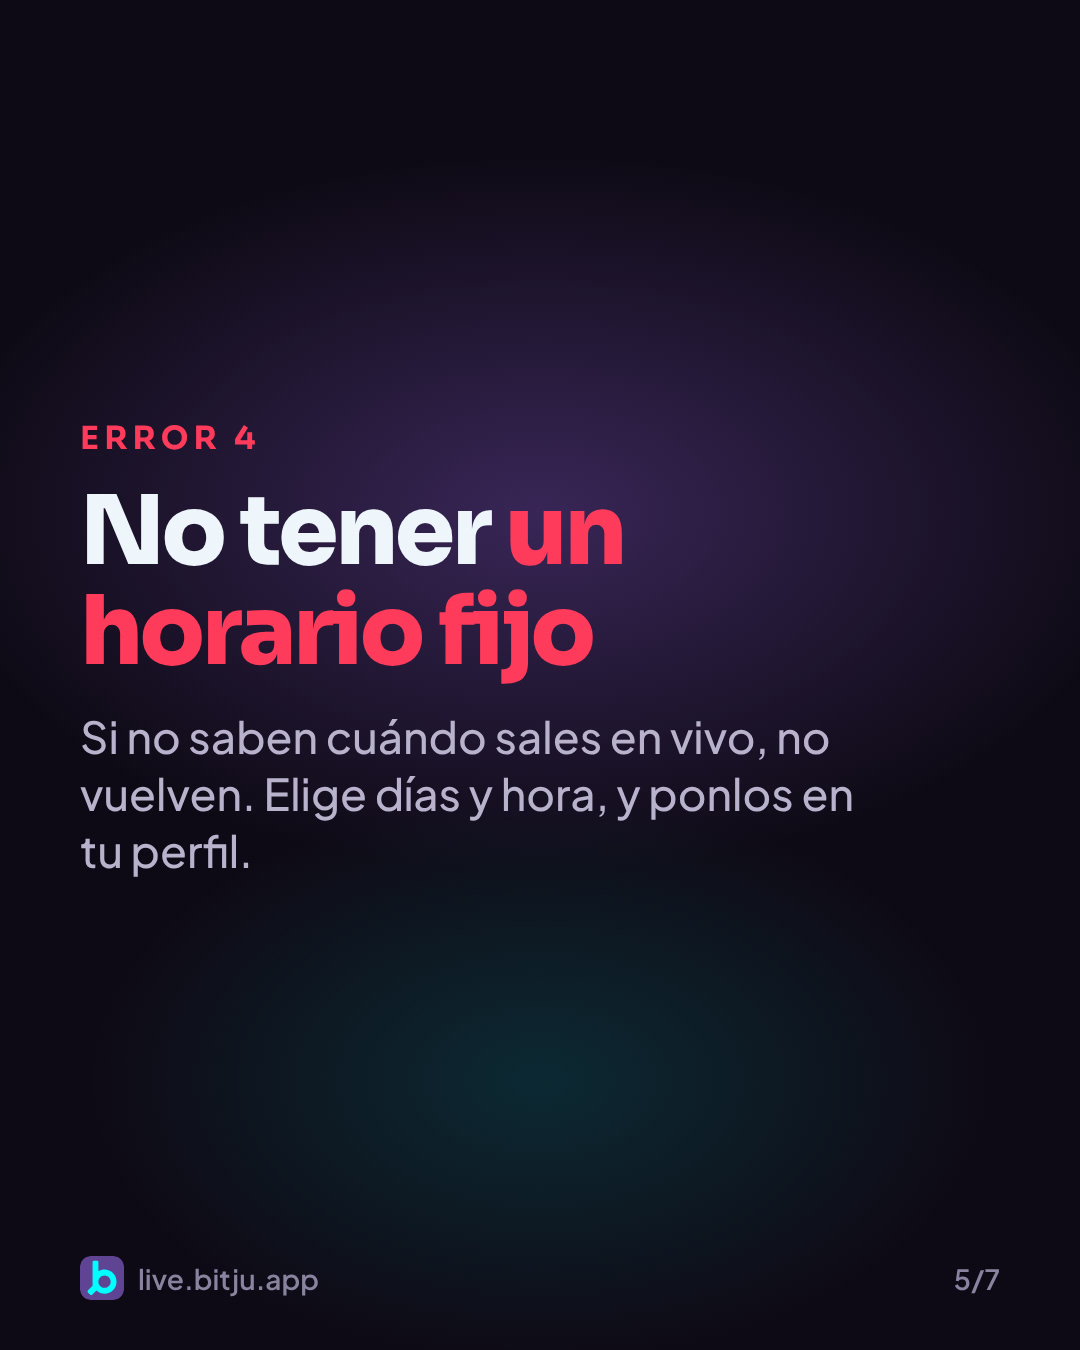 ERROR 4
No tener un
horario fijo
Si no saben cuándo sales en vivo, no
vuelven. Elige días y hora, y ponlos en
tu perfil.
live.bitju.app
5/7